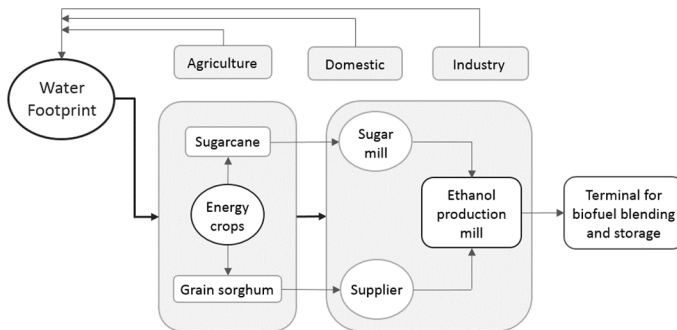 Agriculture
Domestic
Industry
Water
Footprint
Sugarcane
Sugar
mill
Energy
crops
Ethanol
production
mill
Terminal for
biofuel blending
and storage
Grain sorghum
Supplier